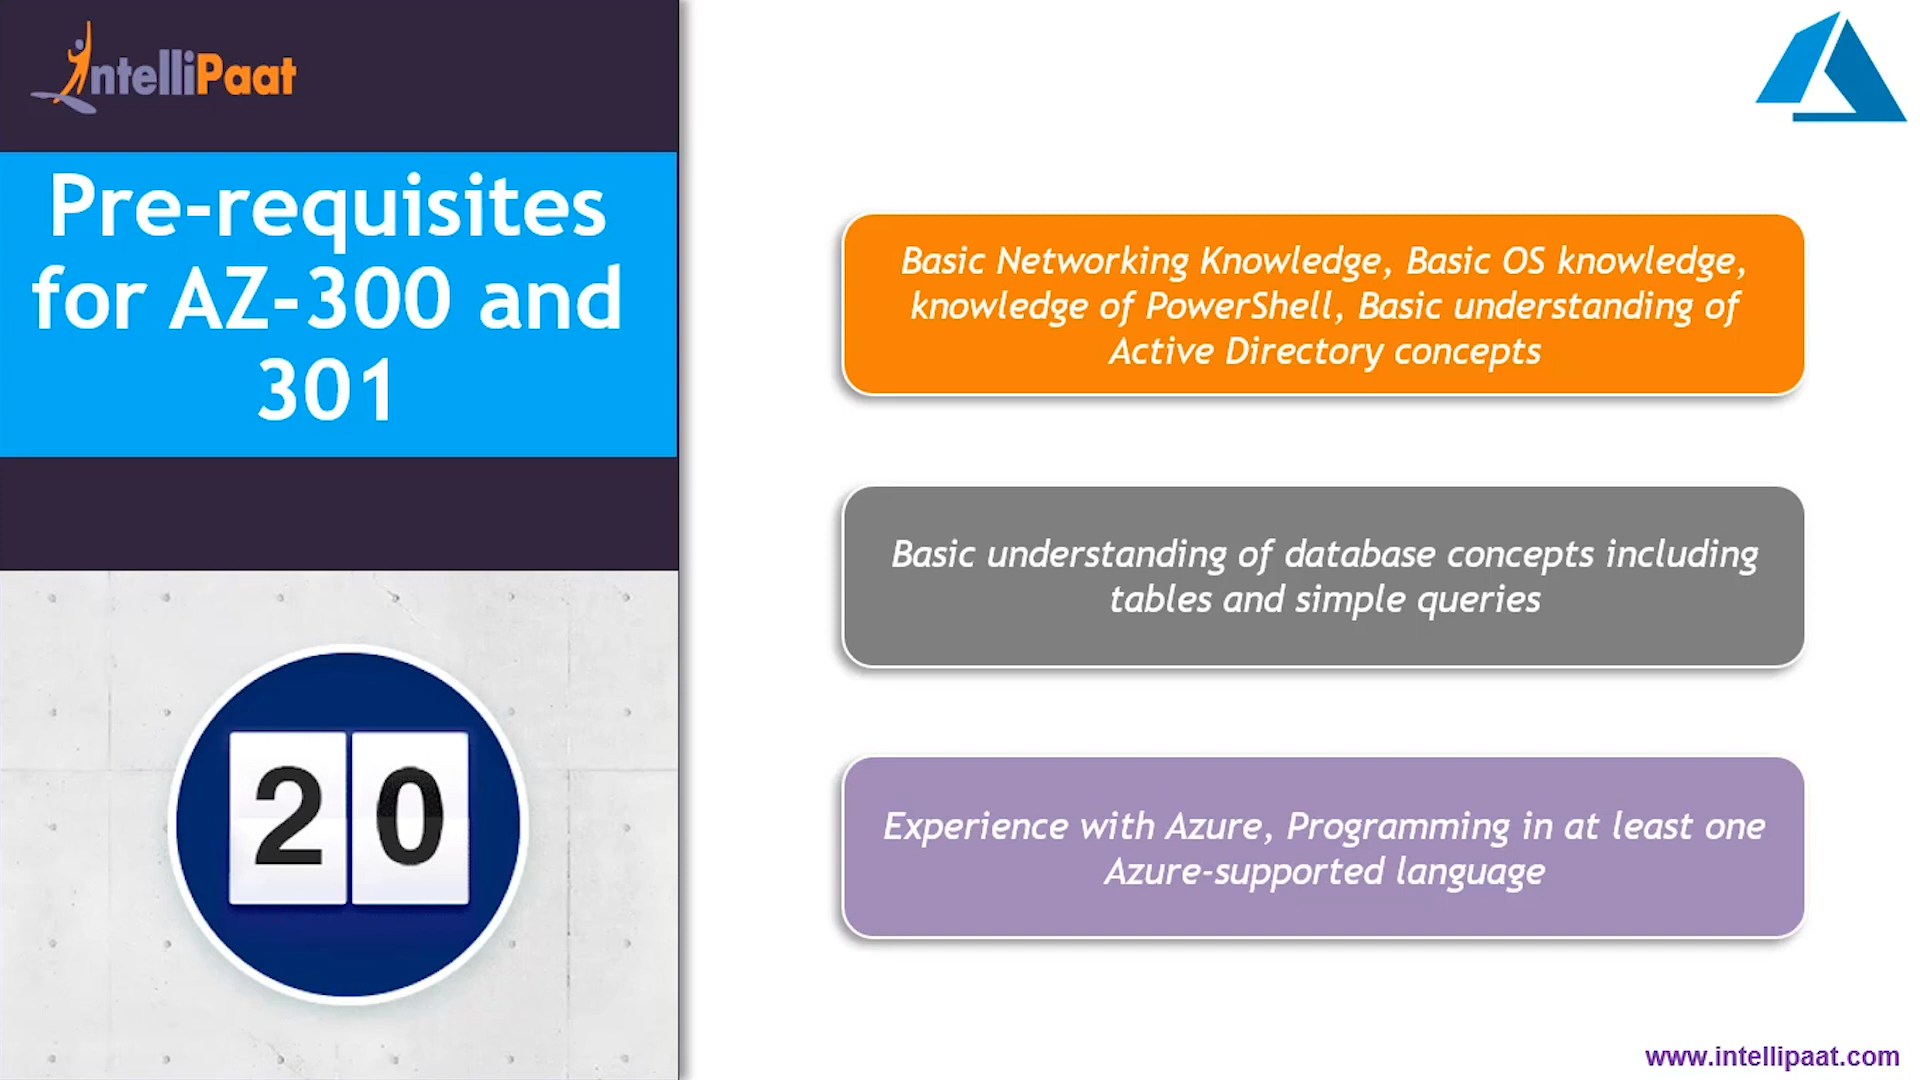 IntelliPaat
Pre-requisites
for AZ-300 and
301
20
Basic Networking Knowledge, Basic OS knowledge,
knowledge of PowerShell, Basic understanding of
Active Directory concepts
Basic understanding of database concepts including
tables and simple queries
Experience with Azure, Programming in at least one
Azure-supported language
www.intellipaat.com